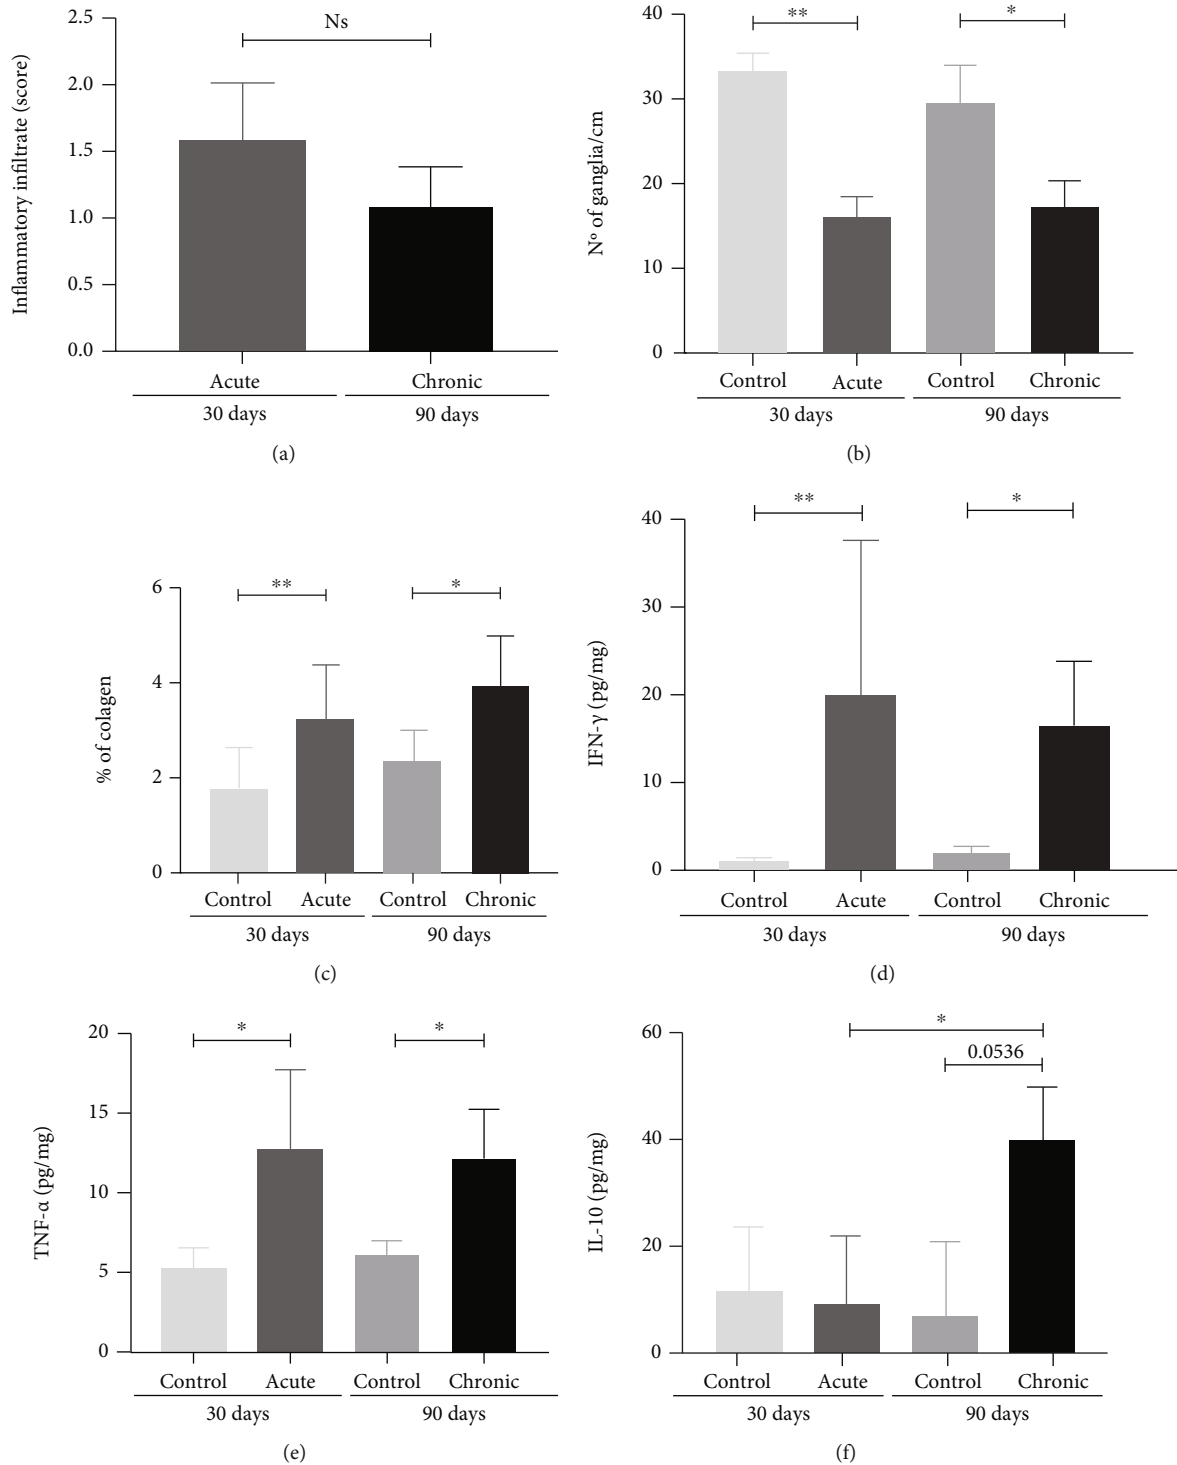 Ns
Inflammatory infiltrate (score)
2.5
2.0
1.5
1.0
0.5
0.0
Acute Chronic
30 days 90 days
(a)
** *
Nº of ganglia/cm
40
30
20
10
0
Control Acute Control Chronic
30 days 90 days
(b)
** *
% of colagen
6
4
2
0
Control Acute Control Chronic
30 days 90 days
(c)
** *
IFN-γ (pg/mg)
40
30
20
10
0
Control Acute Control Chronic
30 days 90 days
(d)
* *
TNF-α (pg/mg)
20
15
10
5
0
Control Acute Control Chronic
30 days 90 days
(e)
*
0.0536
IL-10 (pg/mg)
60
40
20
0
Control Acute Control Chronic
30 days 90 days
(f)